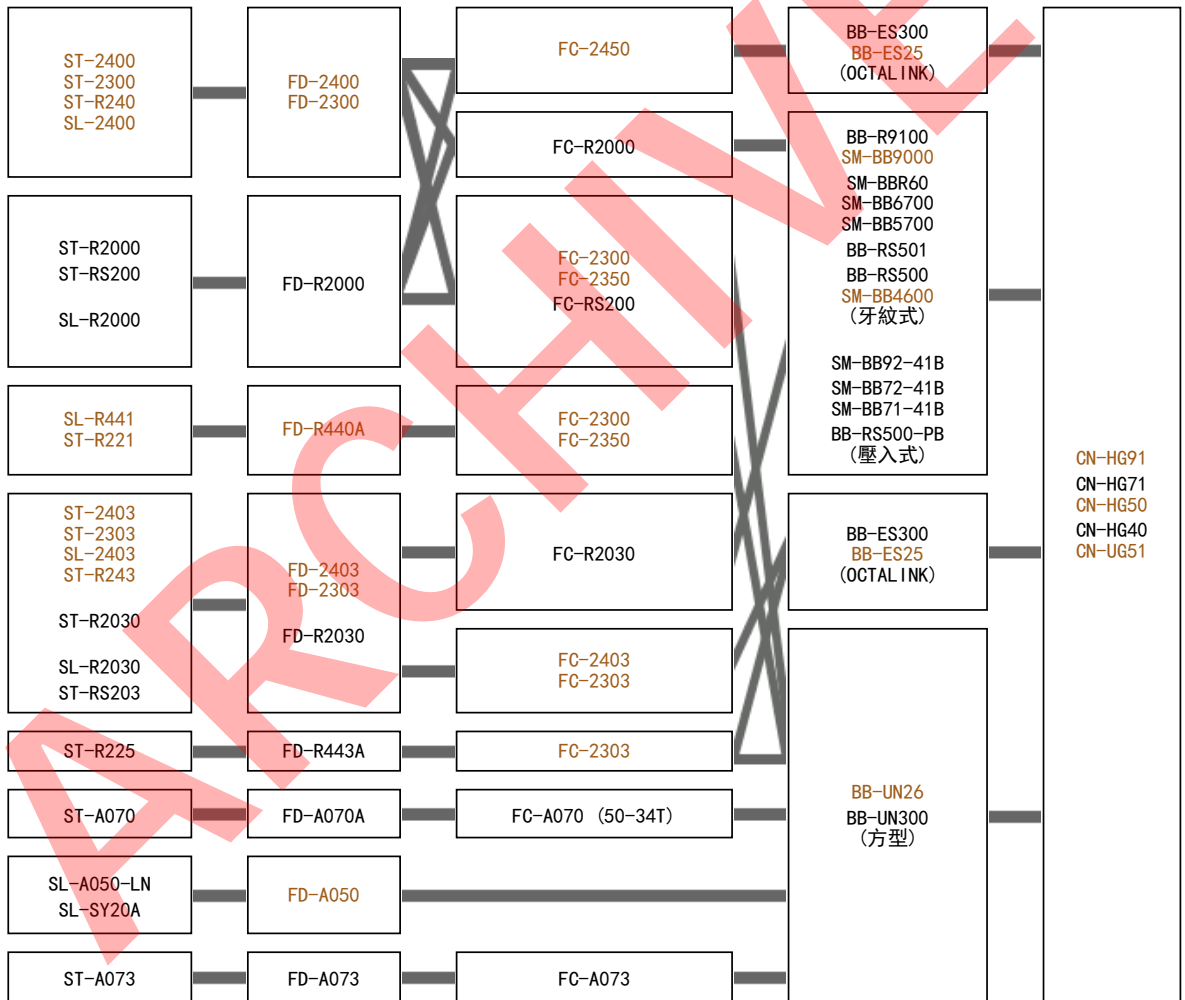 ST-2400
ST-2300
ST-R240
SL-2400
ST-R2000
ST-RS200
SL-R2000
SL-R441
ST-R221
ST-2403
ST-2303
SL-2403
ST-R243
ST-R2030
SL-R2030
ST-RS203
ST-R225
ST-A070
SL-A050-LN
SL-SY20A
ST-A073
FD-2400
FD-2300
FD-R2000
FD-R440A
FD-2403
FD-2303
FD-R2030
FD-R443A
FD-A070A
FD-A050
FD-A073
FC-2450
FC-R2000
FC-2300
FC-2350
FC-RS200
FC-2300
FC-2350
FC-R2030
FC-2403
FC-2303
FC-2303
FC-A070 (50-34T)
FC-A073
BB-ES300
BB-ES25
(OCTALINK)
BB-R9100
SM-BB9000
SM-BBR60
SM-BB6700
SM-BB5700
BB-RS501
BB-RS500
SM-BB4600
(牙紋式)
SM-BB92-41B
SM-BB72-41B
SM-BB71-41B
BB-RS500-PB
(壓入式)
BB-ES300
BB-ES25
(OCTALINK)
BB-UN26
BB-UN300
(方型)
CN-HG91
CN-HG71
CN-HG50
CN-HG40
CN-UG51
ARCHIVE